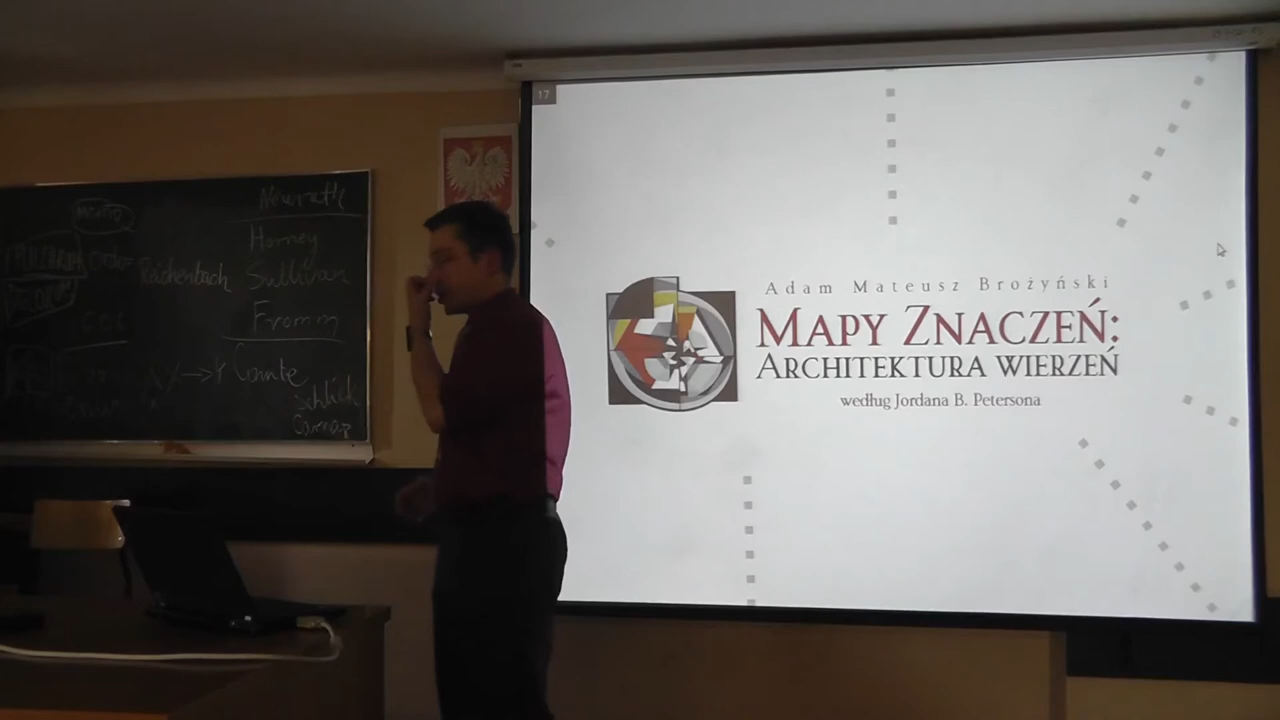 Neurath
Horney
Reichenbach Sullivan
Fromm
Comte
Schlick
17
Adam Mateusz Brożyński
MAPY ZNACZEŃ:
ARCHITEKTURA WIERZEŃ
według Jordana B. Petersona